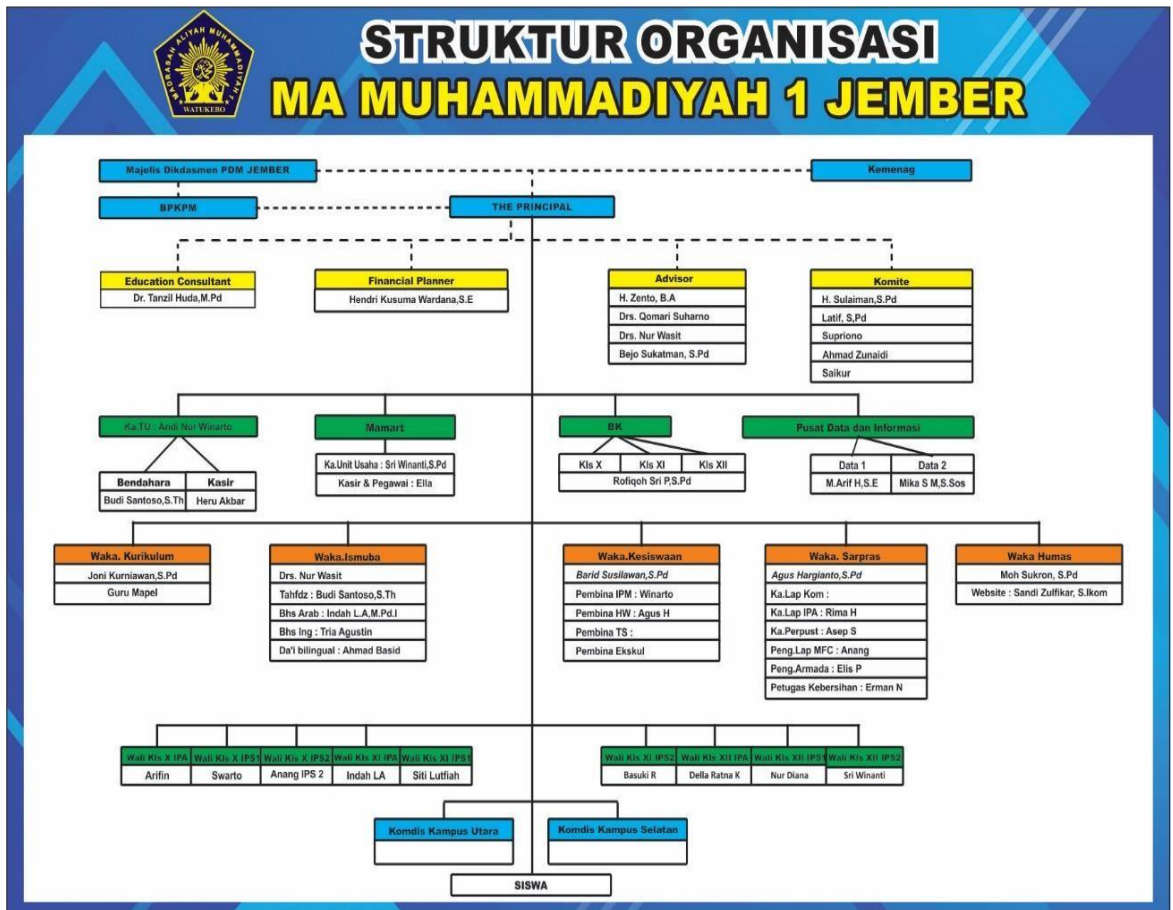 MADRASAH ALIYAH MUHAMMADIYAH 1
WATUKEBO
STRUKTUR ORGANISASI
MA MUHAMMADIYAH 1 JEMBER
Majelis Dikdasmen PDM JEMBER
Kemenag
BPKPM
THE PRINCIPAL
Education Consultant
Dr. Tanzil Huda,M.Pd
Financial Planner
Hendri Kusuma Wardana,S.E
Advisor
H. Zento, B.A
Drs. Qomari Suharno
Drs. Nur Wasit
Bejo Sukatman, S.Pd
Komite
H. Sulaiman,S.Pd
Latif, S,Pd
Supriono
Ahmad Zunaidi
Saikur
Ka.TU : Andi Nur Winarto
Bendahara
Budi Santoso,S.Th
Kasir
Heru Akbar
Mamart
Ka.Unit Usaha : Sri Winanti,S.Pd
Kasir & Pegawai : Ella
BK
Kls X
Kls XI
Kls XII
Rofiqoh Sri P,S.Pd
Pusat Data dan Informasi
Data 1
M.Arif H,S.E
Data 2
Mika S M,S.Sos
Waka. Kurikulum
Joni Kurniawan,S.Pd
Guru Mapel
Waka.Ismuba
Drs. Nur Wasit
Tahfdz : Budi Santoso,S.Th
Bhs Arab : Indah L.A,M.Pd.I
Bhs Ing : Tria Agustin
Da'i bilingual : Ahmad Basid
Waka.Kesiswaan
Barid Susilawan,S.Pd
Pembina IPM : Winarto
Pembina HW : Agus H
Pembina TS :
Pembina Ekskul
Waka. Sarpras
Agus Hargianto,S.Pd
Ka.Lap Kom :
Ka.Lap IPA : Rima H
Ka.Perpust : Asep S
Peng.Lap MFC : Anang
Peng.Armada : Elis P
Petugas Kebersihan : Erman N
Waka Humas
Moh Sukron, S.Pd
Website : Sandi Zulfikar, S.Ikom
Wali Kls X IPA
Arifin
Wali Kls X IPS1
Swarto
Wali Kls X IPS2
Anang IPS 2
Wali Kls XI IPA
Indah LA
Wali Kls XI IPS1
Siti Lutfiah
Wali Kls XI IPS2
Basuki R
Wali Kls XII IPA
Della Ratna K
Wali Kls XII IPS1
Nur Diana
Wali Kls XII IPS2
Sri Winanti
Komdis Kampus Utara
Komdis Kampus Selatan
SISWA